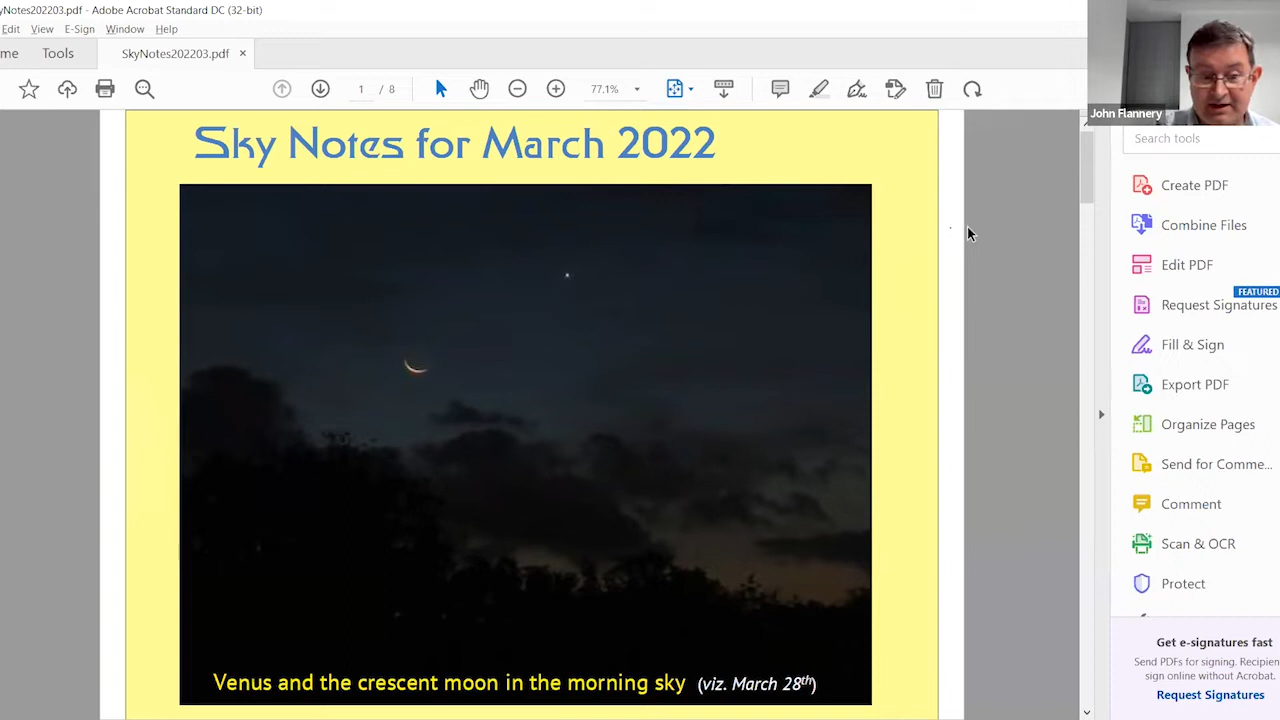 yNotes202203.pdf - Adobe Acrobat Standard DC (32-bit)
Edit View E-Sign Window Help
me Tools SkyNotes202203.pdf ×
1 / 8 77.1%
John Flannery
Search tools
Sky Notes for March 2022
Create PDF
Combine Files
Edit PDF
FEATURED
Request Signatures
Fill & Sign
Export PDF
Organize Pages
Send for Comme...
Comment
Scan & OCR
Protect
Venus and the crescent moon in the morning sky (viz. March 28th)
Get e-signatures fast
Send PDFs for signing. Recipien
sign online without Acrobat.
Request Signatures